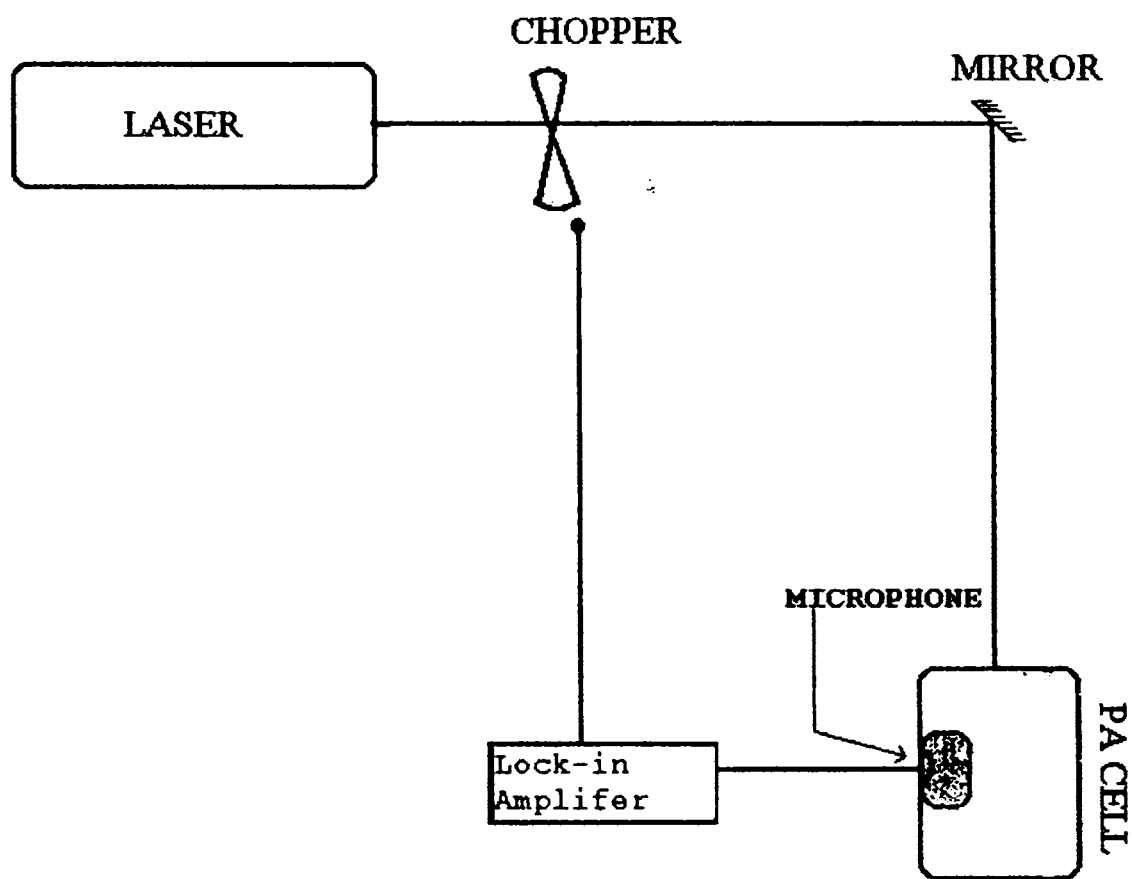 CHOPPER
MIRROR
LASER
MICROPHONE
PA CELL
Lock-in
Amplifer